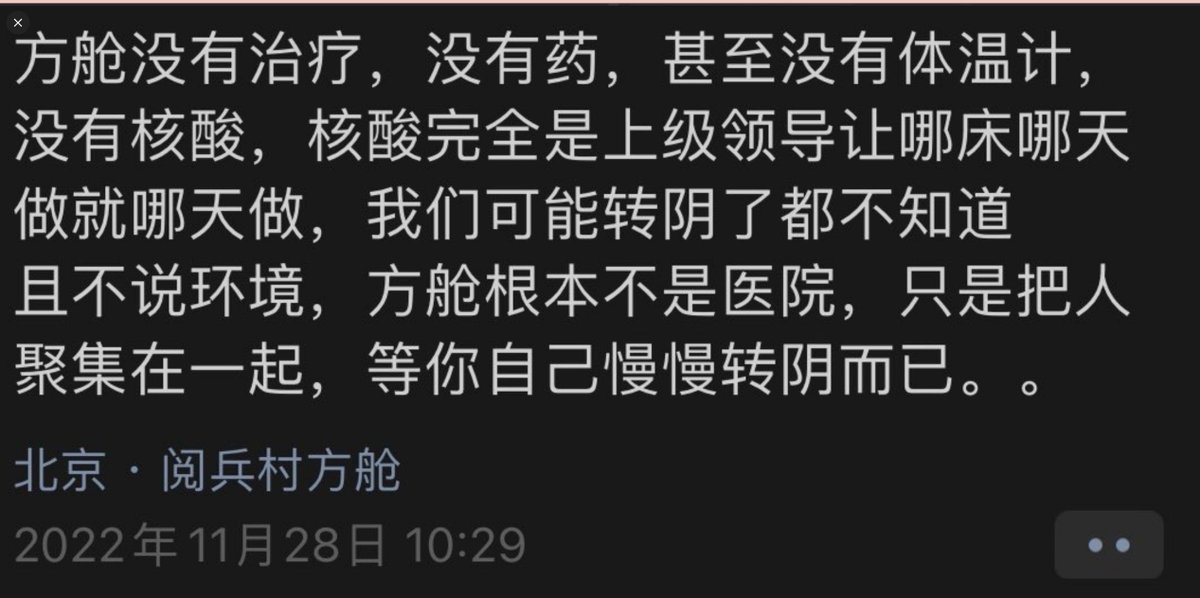 方舱没有治疗，没有药，甚至没有体温计，
没有核酸，核酸完全是上级领导让哪床哪天
做就哪天做，我们可能转阴了都不知道
且不说环境，方舱根本不是医院，只是把人
聚集在一起，等你自己慢慢转阴而已。。
北京·阅兵村方舱
2022年11月28日 10:29